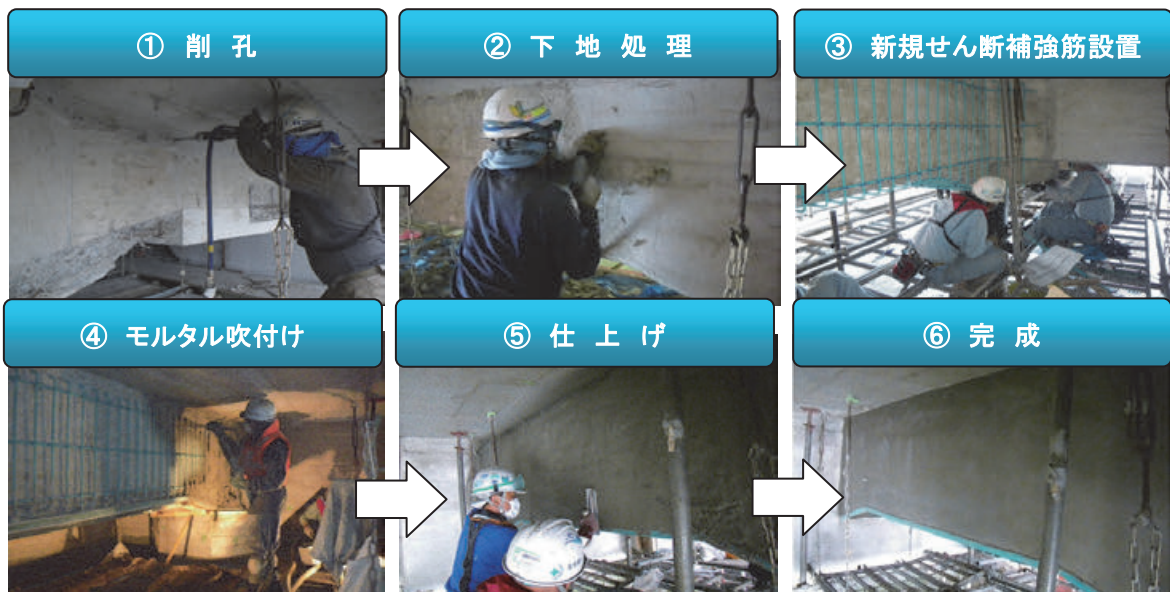 ① 削 孔
② 下 地 処 理
③ 新規せん断補強筋設置
④ モルタル吹付け
⑤ 仕 上 げ
⑥ 完 成